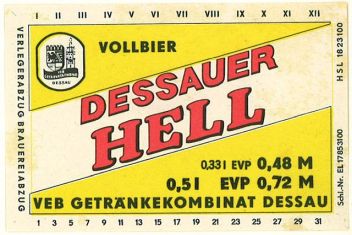 I II III IV V VI VII VIII IX X XI XII
VERLEGERABZUG BRAUEREIABZUG
DESSAU
VOLLBIER
DESSAUER
HELL
0,33 l EVP 0,48 M
0,5 l EVP 0,72 M
VEB GETRÄNKEKOMBINAT DESSAU
1 3 5 7 9 11 13 15 17 19 21 23 25 27 29 31
HSL 1823100
Schl.-Nr. EL17853100